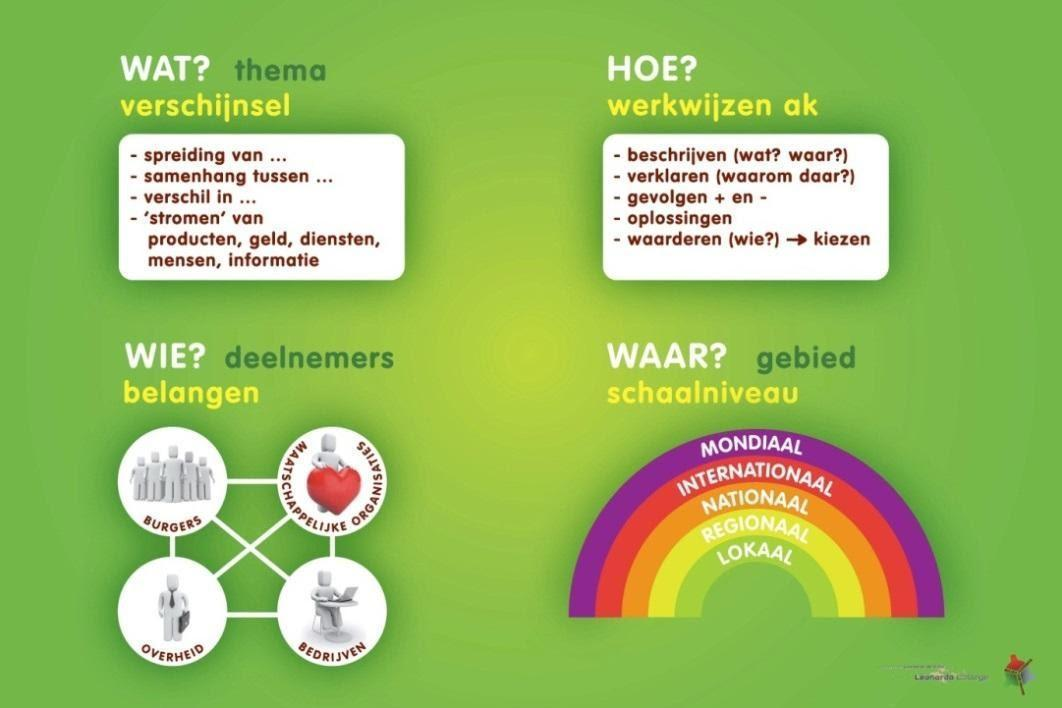 WAT? thema
verschijnsel
- spreiding van ...
- samenhang tussen ...
- verschil in ...
- ‘stromen’ van
producten, geld, diensten,
mensen, informatie
HOE?
werkwijzen ak
- beschrijven (wat? waar?)
- verklaren (waarom daar?)
- gevolgen + en -
- oplossingen
- waarderen (wie?) → kiezen
WIE? deelnemers
belangen
BURGERS
MAATSCHAPPELIJKE ORGANISATIES
OVERHEID
BEDRIJVEN
WAAR? gebied
schaalniveau
MONDIAAL
INTERNATIONAAL
NATIONAAL
REGIONAAL
LOKAAL
Leonardo College